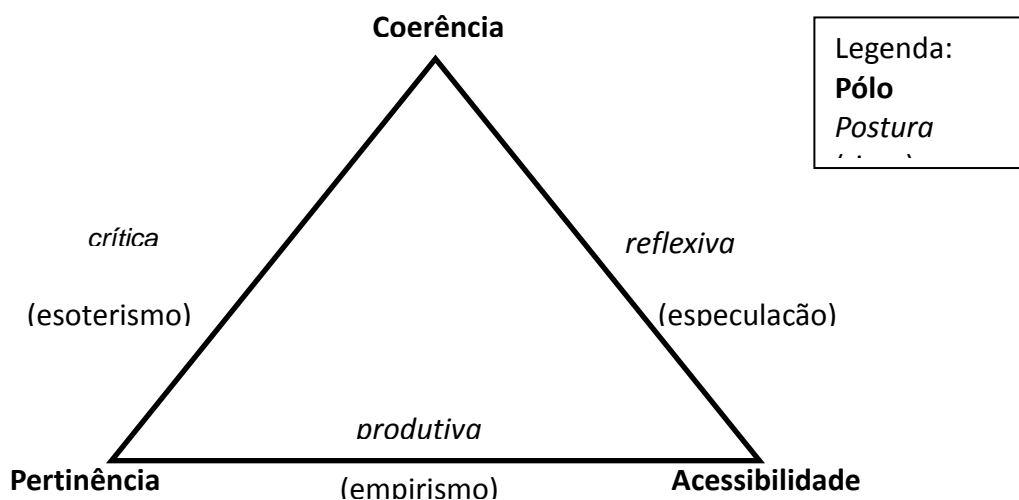 Coerência
Legenda:
Pólo
Postura
crítica
reflexiva
(esoterismo)
(especulação)
produtiva
Pertinência
(empirismo)
Acessibilidade